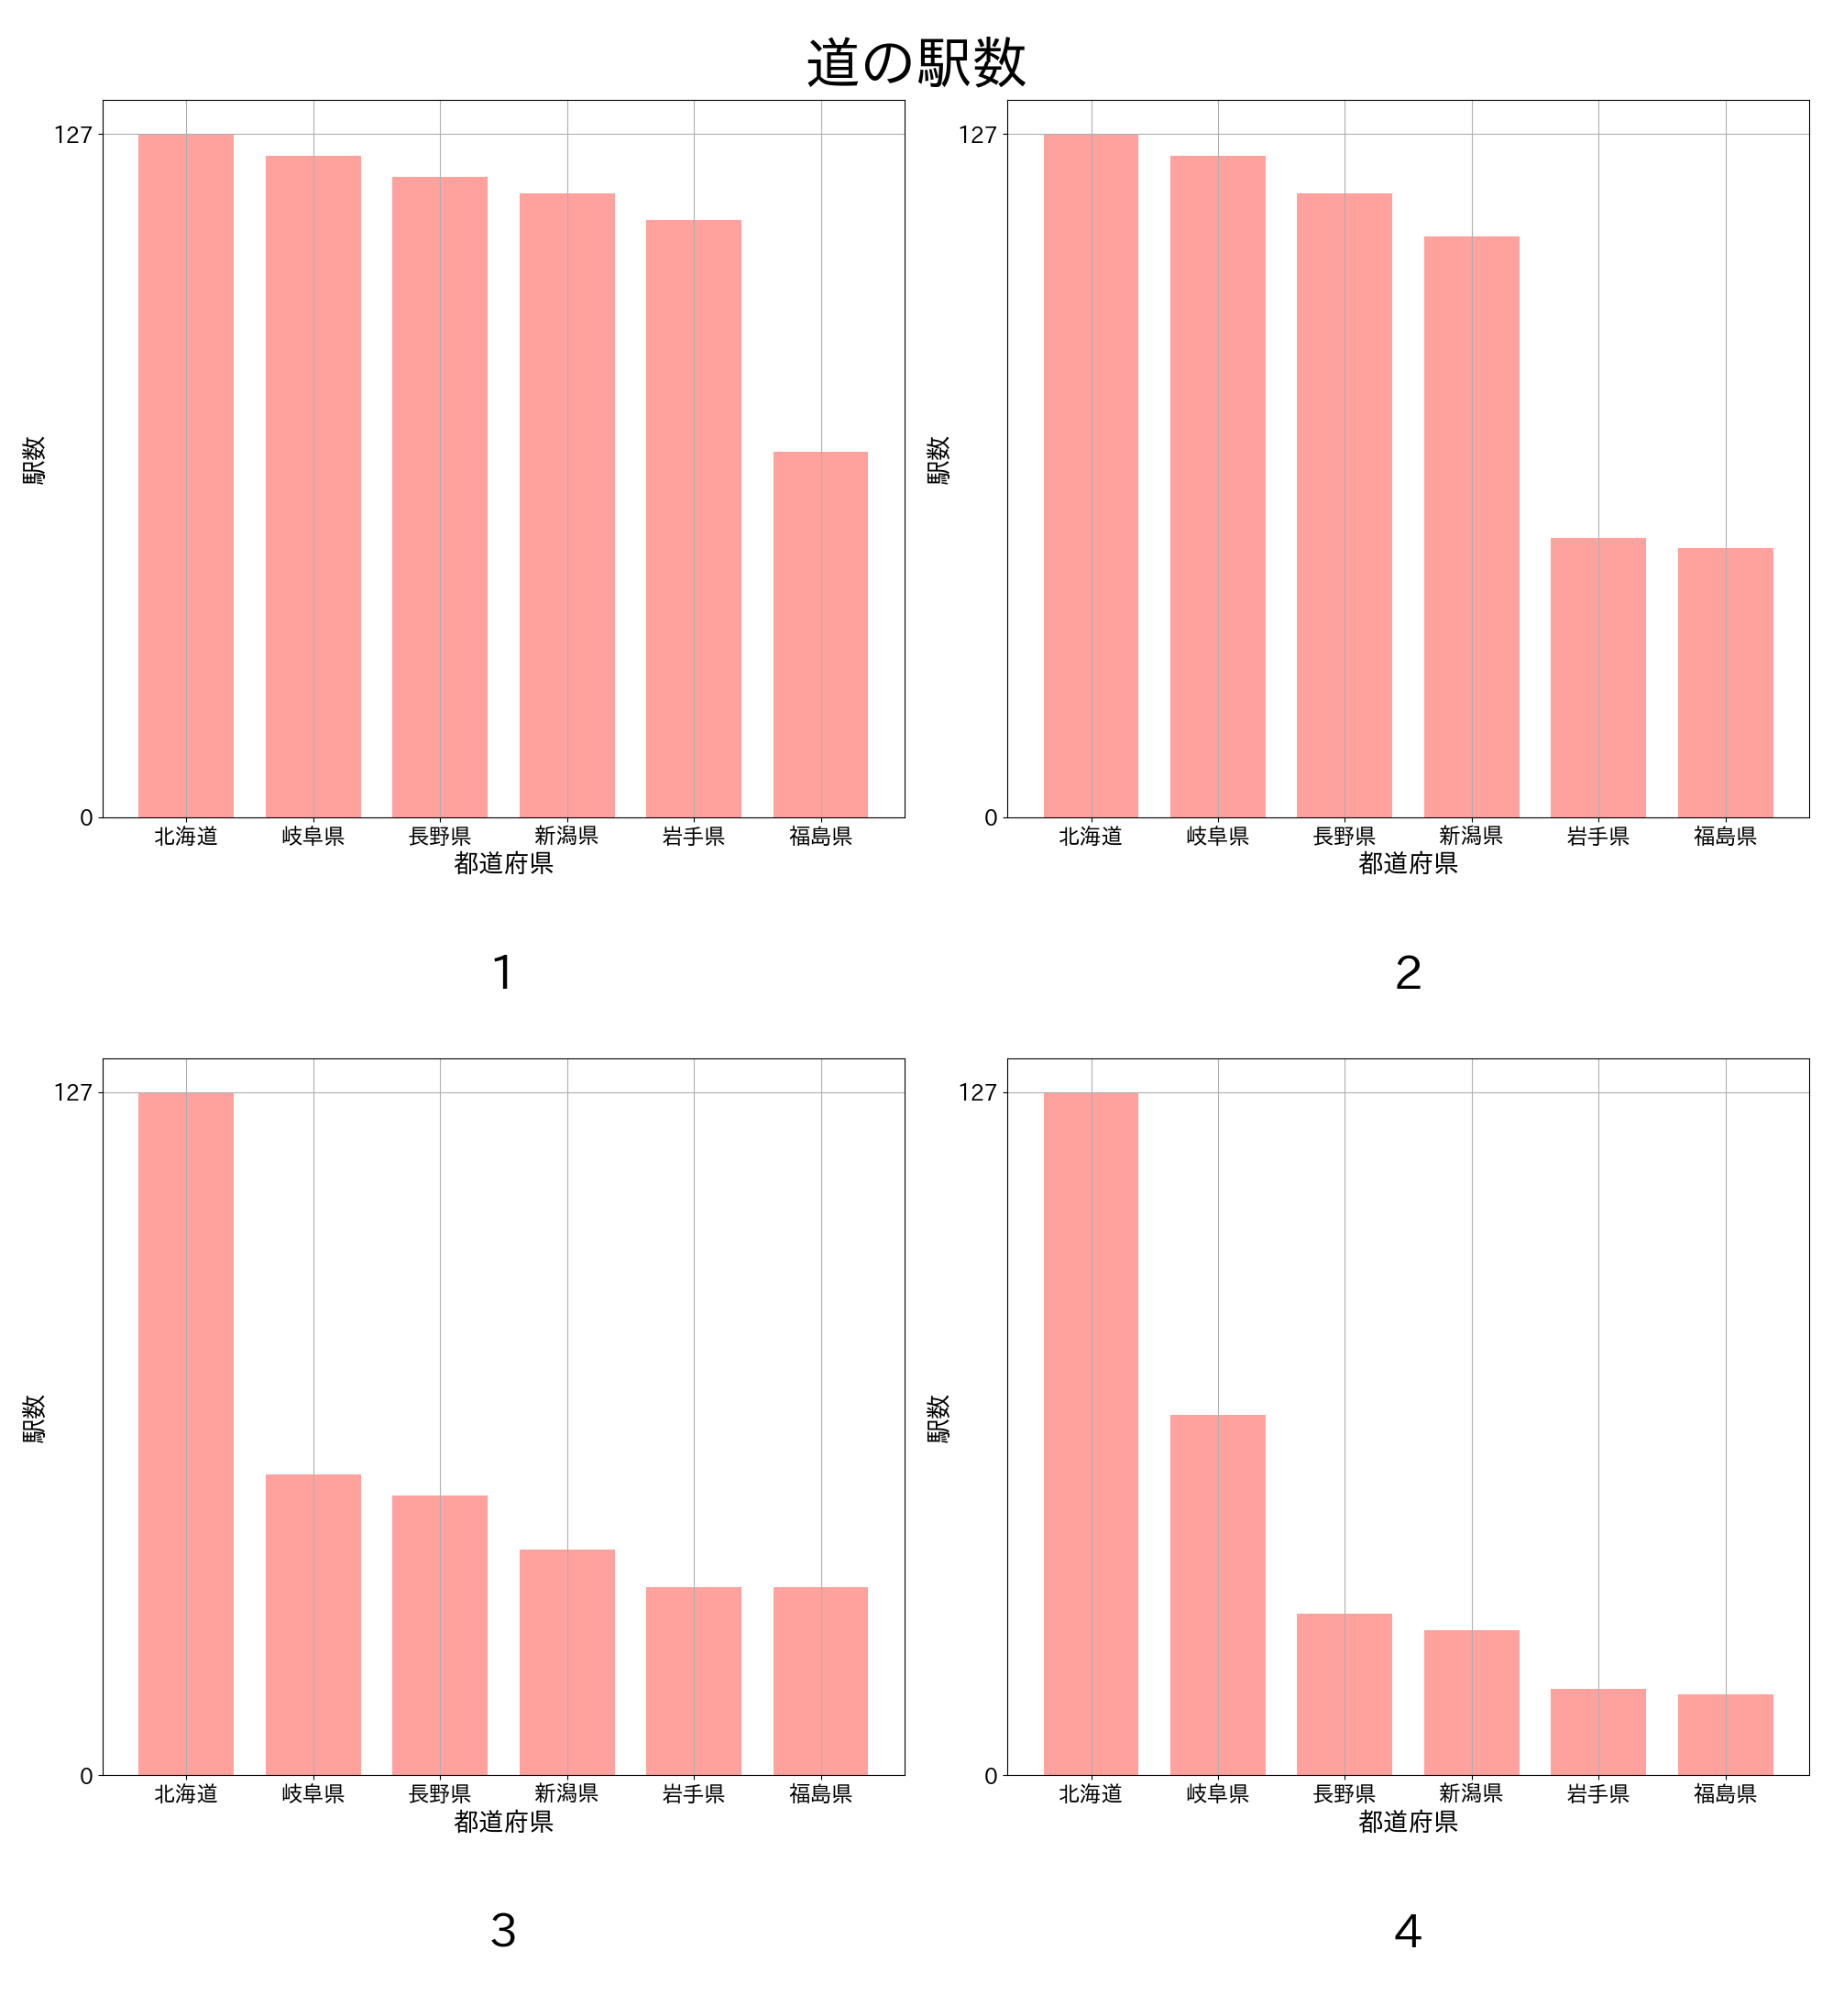 道の駅数
127
0
駅数
北海道 岐阜県 長野県 新潟県 岩手県 福島県
都道府県
1
127
0
駅数
北海道 岐阜県 長野県 新潟県 岩手県 福島県
都道府県
2
127
0
駅数
北海道 岐阜県 長野県 新潟県 岩手県 福島県
都道府県
3
127
0
駅数
北海道 岐阜県 長野県 新潟県 岩手県 福島県
都道府県
4